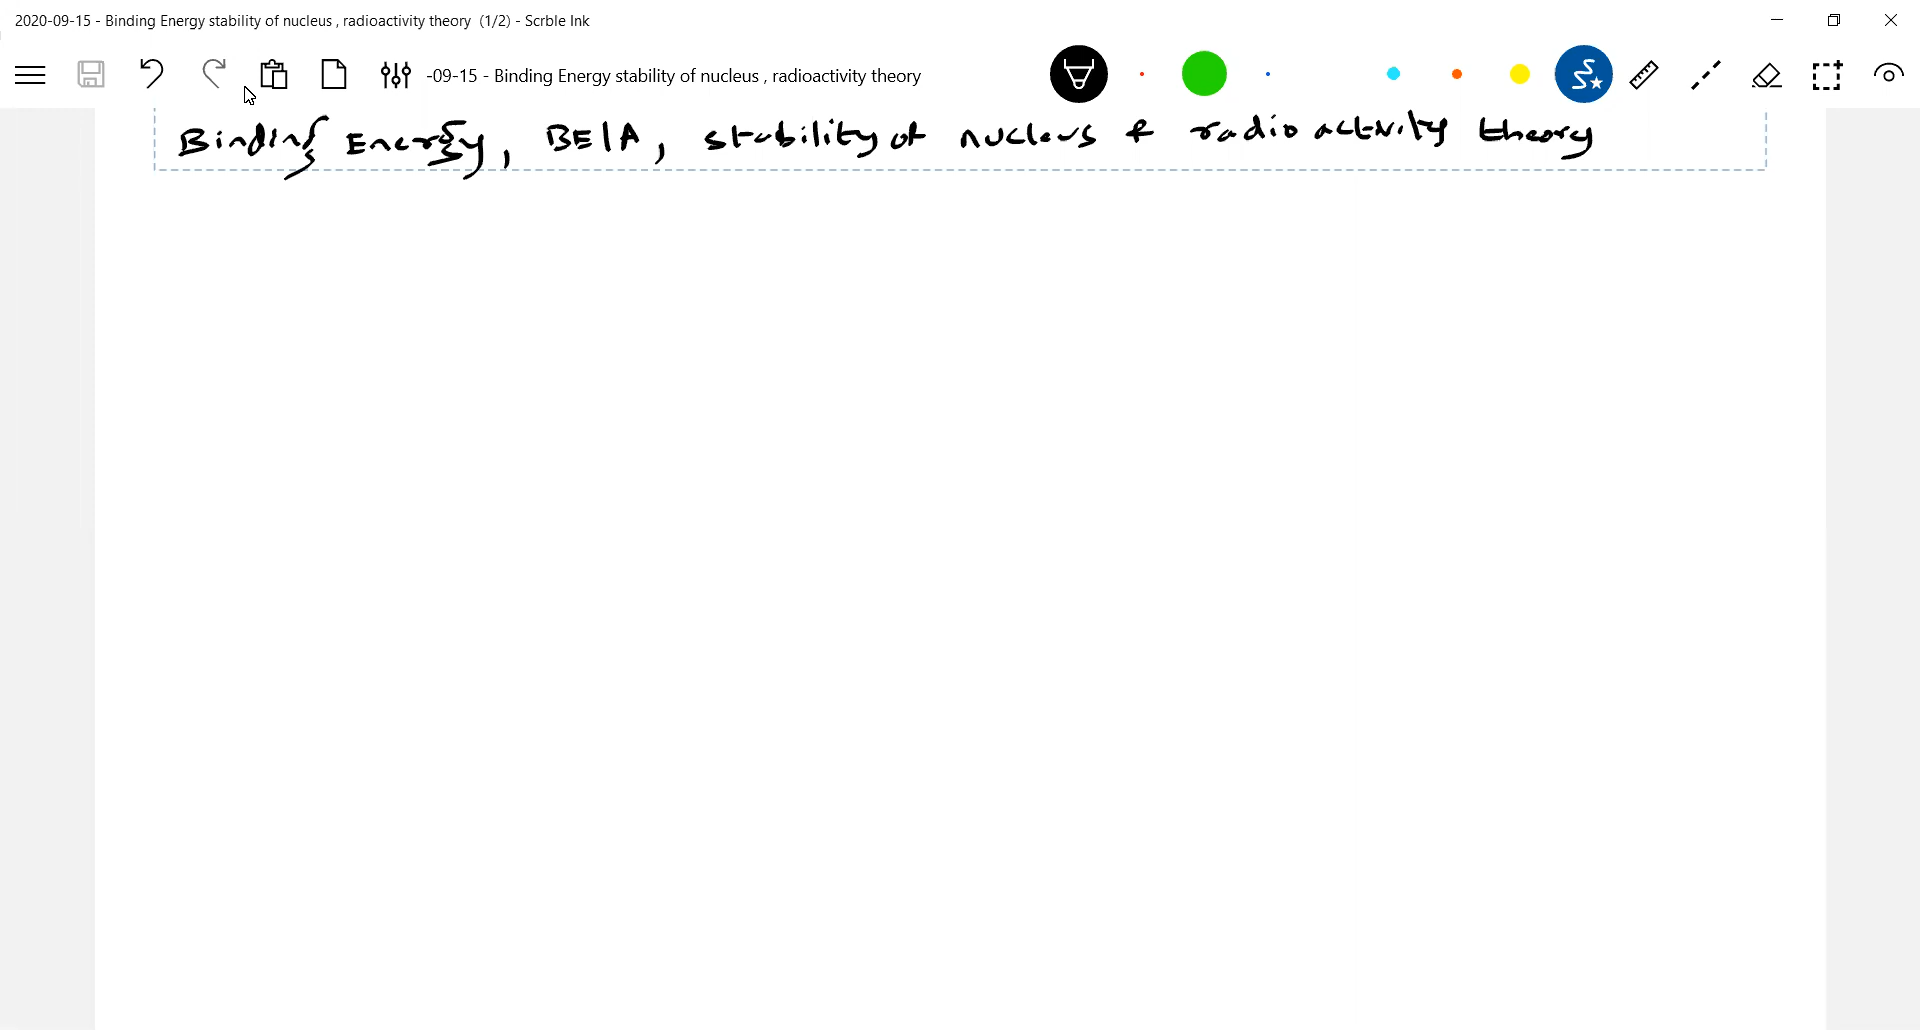 2020-09-15 - Binding Energy stability of nucleus , radioactivity theory (1/2) - Scrble Ink
-09-15 - Binding Energy stability of nucleus , radioactivity theory
Binding Energy, BE/A, stability of nucleus & radio activity theory